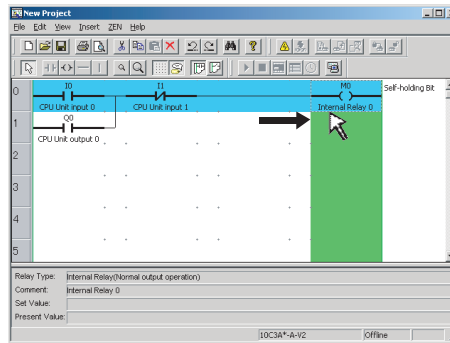 New Project
File Edit View Insert ZEN Help
0 I0 I1 M0 Self-holding Bit
CPU Unit input 0 CPU Unit input 1 Internal Relay 0
1 Q0
CPU Unit output 0
2
3
4
5
Relay Type: Internal Relay(Normal output operation)
Comment: Internal Relay 0
Set Value:
Present Value:
10C3A*-A-V2 Offline